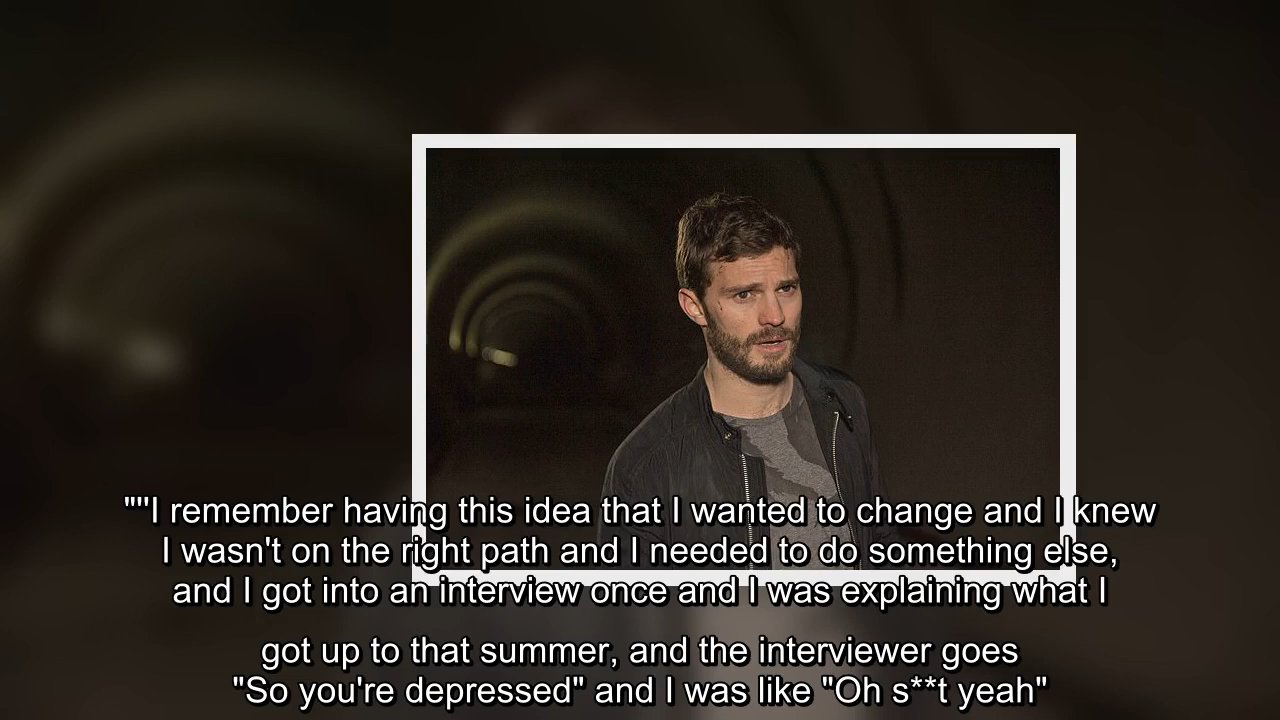 ""'I remember having this idea that I wanted to change and I knew
I wasn't on the right path and I needed to do something else,
and I got into an interview once and I was explaining what I
got up to that summer, and the interviewer goes
"So you're depressed" and I was like "Oh s**t yeah"